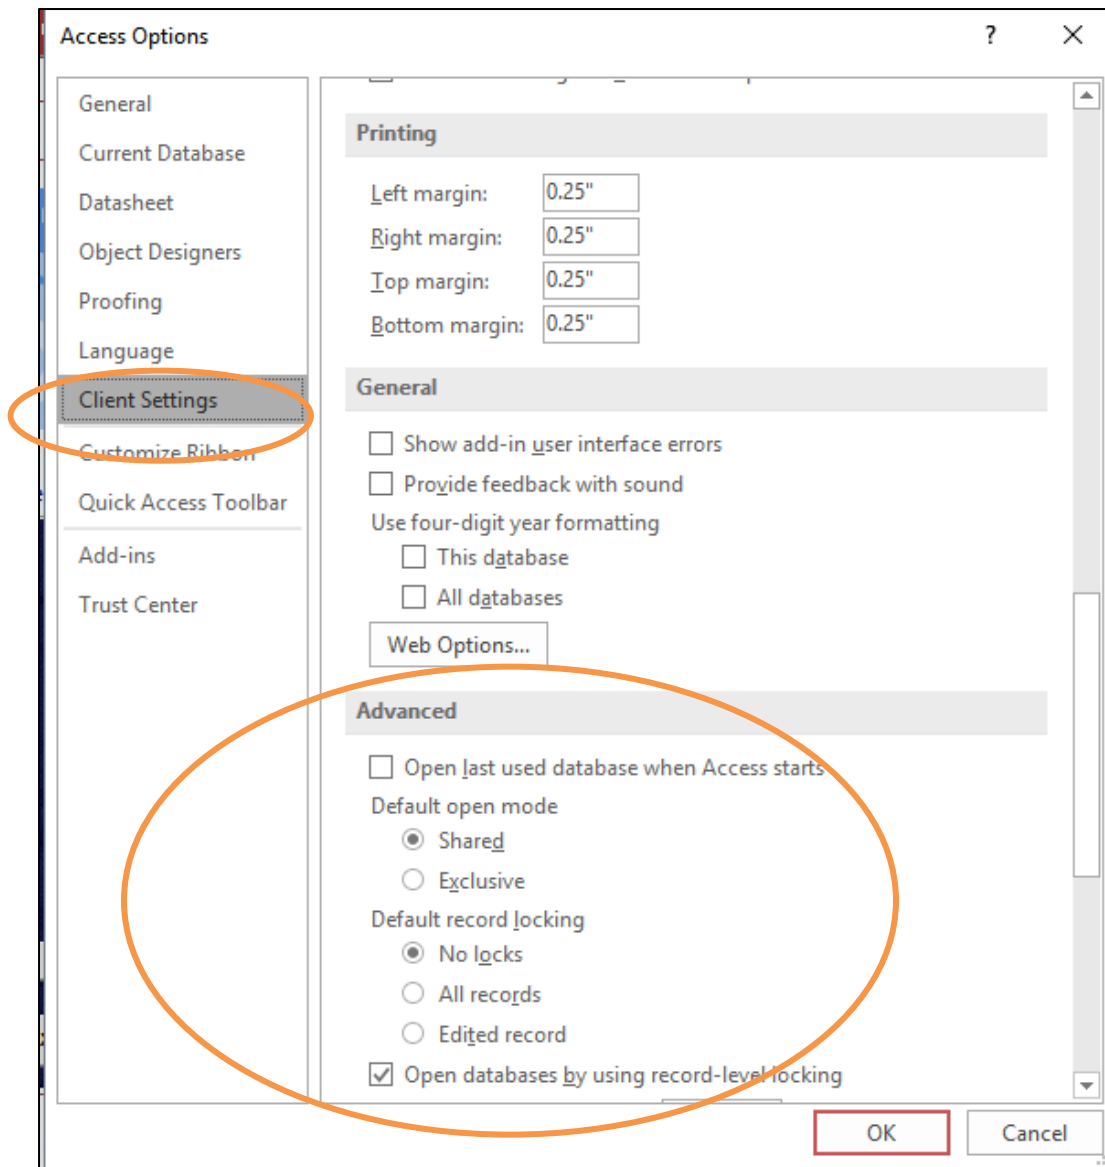 Access Options
?
General
Current Database
Datasheet
Object Designers
Proofing
Language
Client Settings
Customize Ribbon
Quick Access Toolbar
Add-ins
Trust Center
Printing
Left margin: 0.25"
Right margin: 0.25"
Top margin: 0.25"
Bottom margin: 0.25"
General
Show add-in user interface errors
Provide feedback with sound
Use four-digit year formatting
This database
All databases
Web Options...
Advanced
Open last used database when Access starts
Default open mode
Shared
Exclusive
Default record locking
No locks
All records
Edited record
Open databases by using record-level locking
OK Cancel